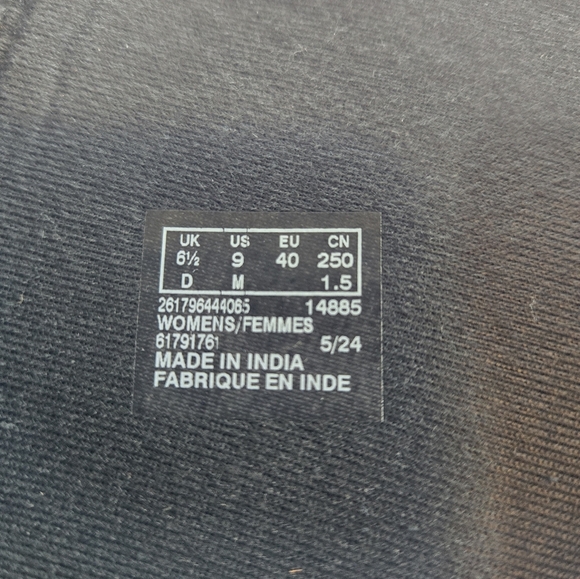 UK US EU CN
6½ 9 40 250
D M 1.5
261796444065 14885
WOMENS/FEMMES
61791761 5/24
MADE IN INDIA
FABRIQUE EN INDE